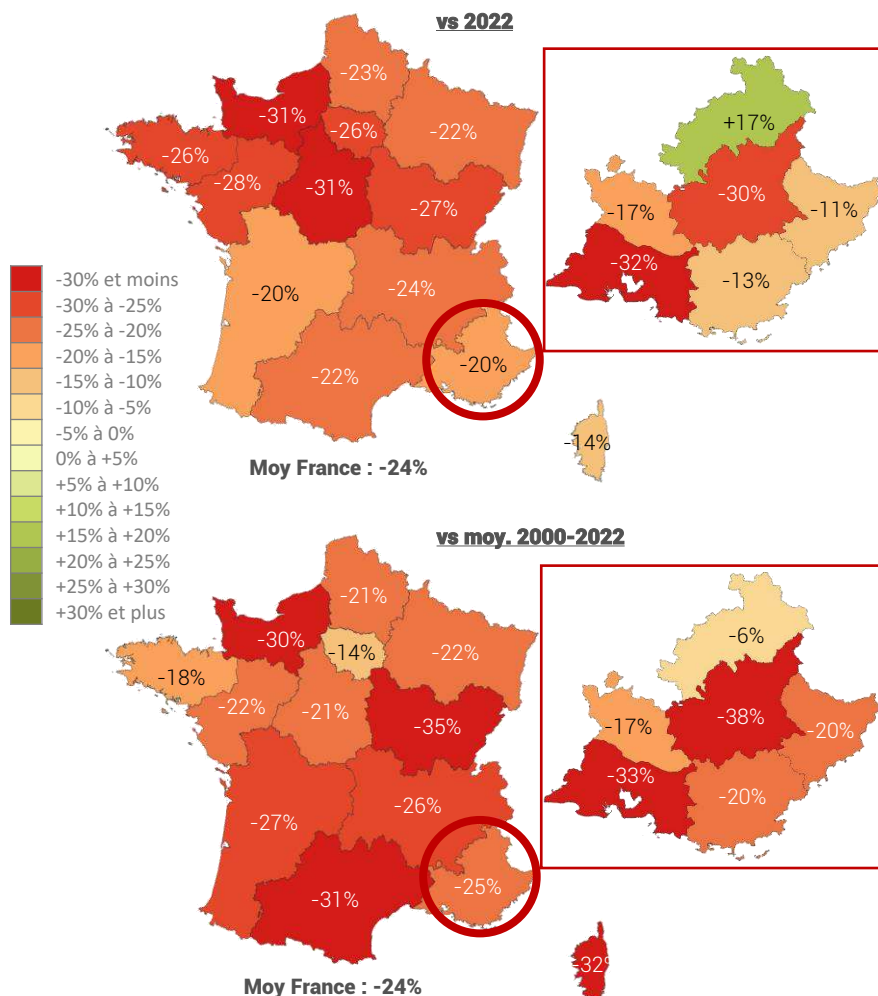 vs 2022
-23%
-31%
-26%
-22%
-26%
-28%
-31%
-27%
-20%
-24%
-22%
-20%
-14%
Moy France : -24%
+17%
-30%
-11%
-17%
-32%
-13%
-30% et moins
-30% à -25%
-25% à -20%
-20% à -15%
-15% à -10%
-10% à -5%
-5% à 0%
0% à +5%
+5% à +10%
+10% à +15%
+15% à +20%
+20% à +25%
+25% à +30%
+30% et plus
vs moy. 2000-2022
-21%
-30%
-14%
-22%
-18%
-22%
-21%
-35%
-27%
-26%
-31%
-25%
-32%
Moy France : -24%
-6%
-38%
-17%
-20%
-33%
-20%